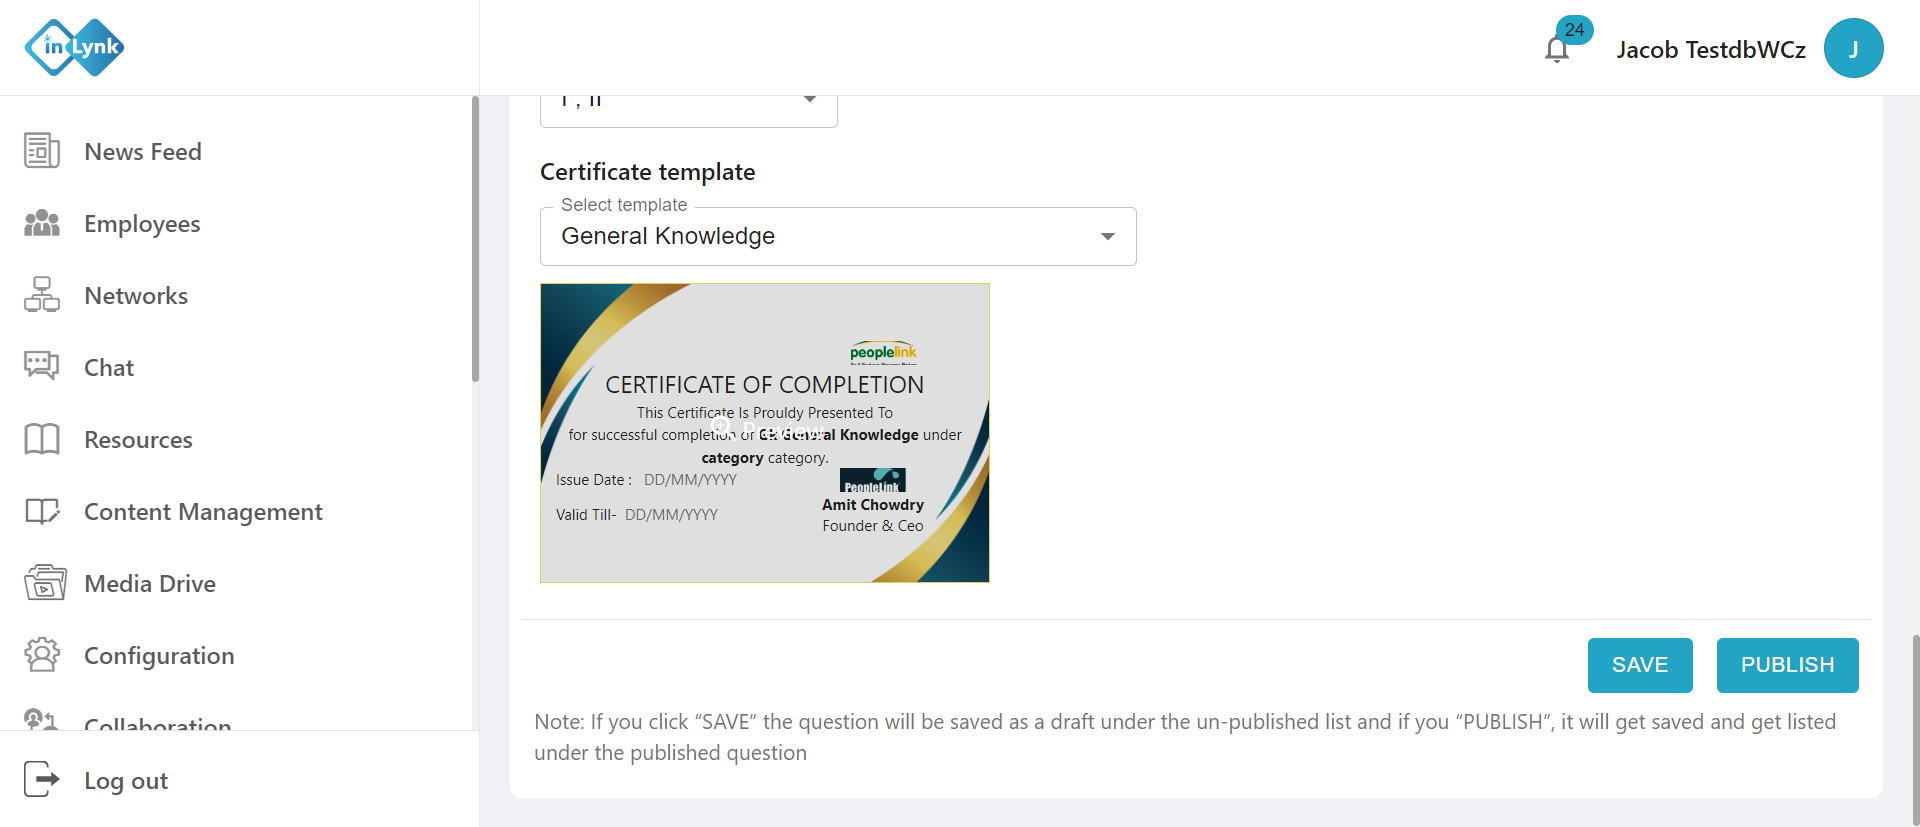 in Lynk
24
Jacob TestdbWCz
J
News Feed
Employees
Networks
Chat
Resources
Content Management
Media Drive
Configuration
Collaboration
Log out
I , II
Certificate template
Select template
General Knowledge
peoplelink
CERTIFICATE OF COMPLETION
This Certificate Is Prouldy Presented To
for successful completion of GK General Knowledge under
Preview
category category.
Issue Date : DD/MM/YYYY
PeopleLink
Amit Chowdry
Valid Till- DD/MM/YYYY
Founder & Ceo
SAVE
PUBLISH
Note: If you click “SAVE” the question will be saved as a draft under the un-published list and if you “PUBLISH”, it will get saved and get listed
under the published question